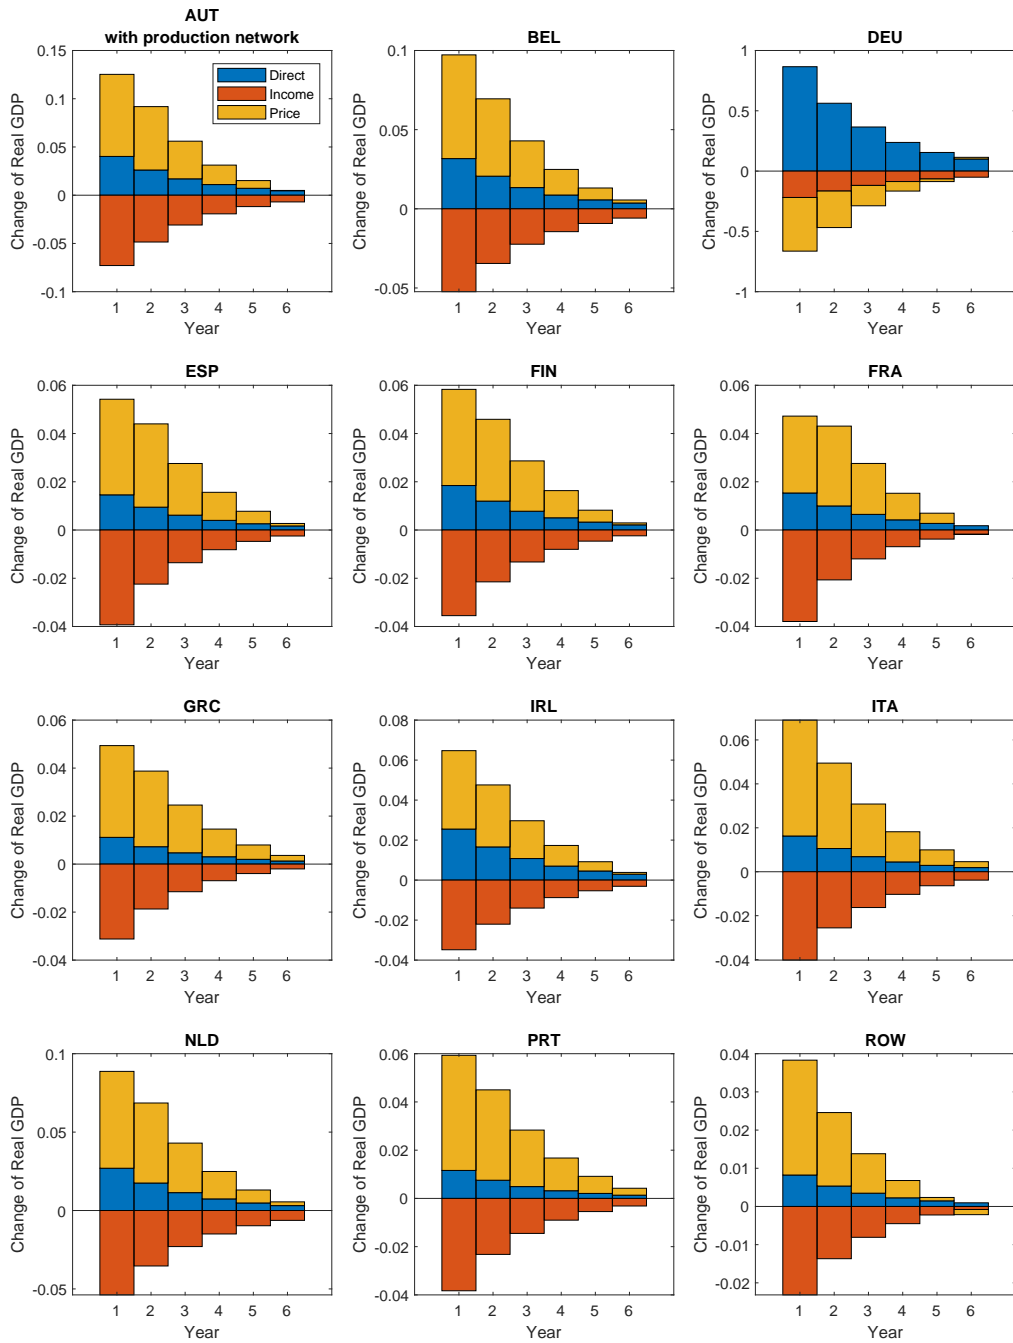 AUT
with production network
Change of Real GDP
0.15
0.1
0.05
0
-0.05
-0.1
Direct
Income
Price
1 2 3 4 5 6
Year
BEL
Change of Real GDP
0.1
0.05
0
-0.05
1 2 3 4 5 6
Year
DEU
Change of Real GDP
1
0.5
0
-0.5
-1
1 2 3 4 5 6
Year
ESP
Change of Real GDP
0.06
0.04
0.02
0
-0.02
-0.04
1 2 3 4 5 6
Year
FIN
Change of Real GDP
0.06
0.04
0.02
0
-0.02
-0.04
1 2 3 4 5 6
Year
FRA
Change of Real GDP
0.06
0.04
0.02
0
-0.02
-0.04
1 2 3 4 5 6
Year
GRC
Change of Real GDP
0.06
0.04
0.02
0
-0.02
-0.04
1 2 3 4 5 6
Year
IRL
Change of Real GDP
0.08
0.06
0.04
0.02
0
-0.02
-0.04
1 2 3 4 5 6
Year
ITA
Change of Real GDP
0.06
0.04
0.02
0
-0.02
-0.04
1 2 3 4 5 6
Year
NLD
Change of Real GDP
0.1
0.05
0
-0.05
1 2 3 4 5 6
Year
PRT
Change of Real GDP
0.06
0.04
0.02
0
-0.02
-0.04
1 2 3 4 5 6
Year
ROW
Change of Real GDP
0.04
0.03
0.02
0.01
0
-0.01
-0.02
1 2 3 4 5 6
Year